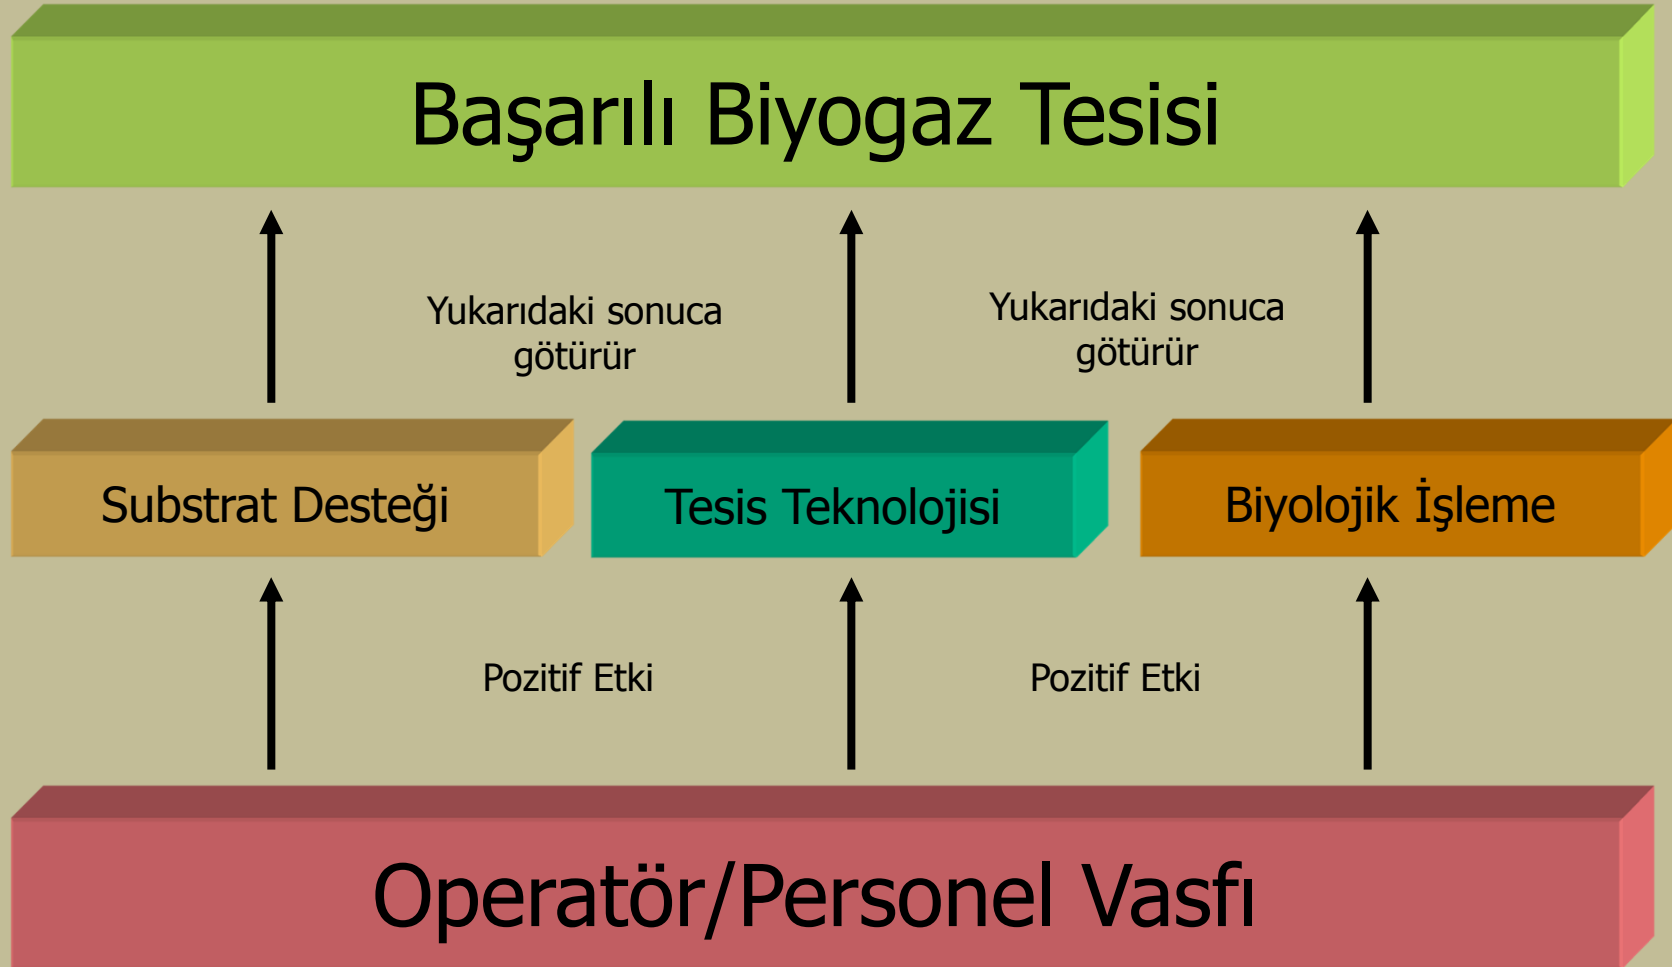 Başarılı Biyogaz Tesisi
Yukarıdaki sonuca
götürür
Yukarıdaki sonuca
götürür
Substrat Desteği
Tesis Teknolojisi
Biyolojik İşleme
Pozitif Etki
Pozitif Etki
Operatör/Personel Vasfı